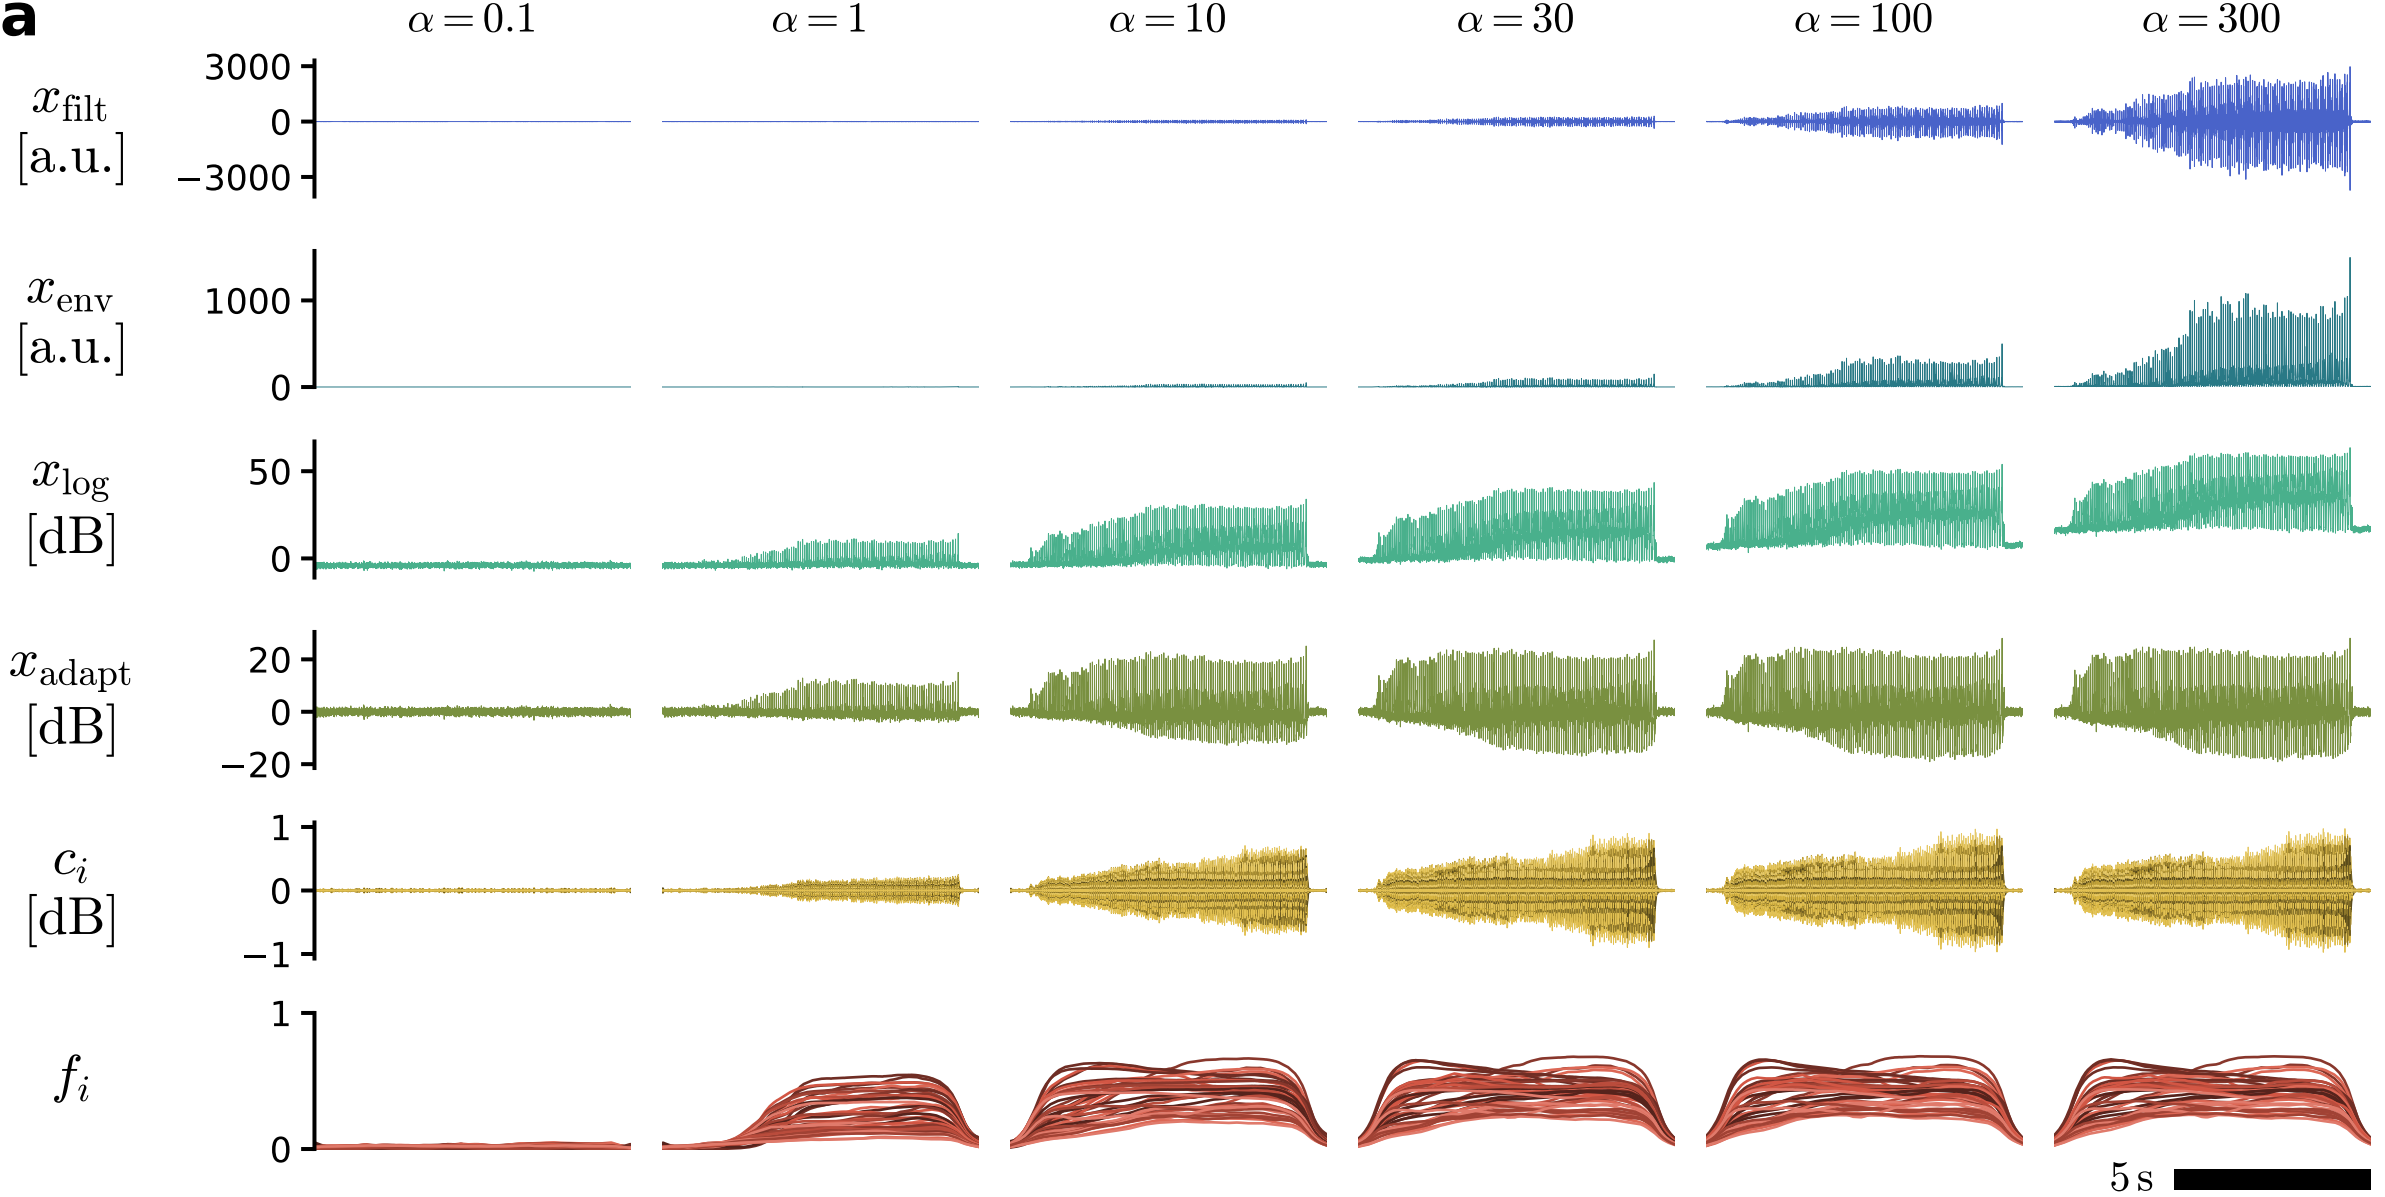 a
α = 0.1 α = 1 α = 10 α = 30 α = 100 α = 300
x_filt
[a.u.]
3000
0
−3000
x_env
[a.u.]
1000
0
x_log
[dB]
50
0
x_adapt
[dB]
20
0
−20
c_i
[dB]
1
0
−1
f_i
1
0
5 s